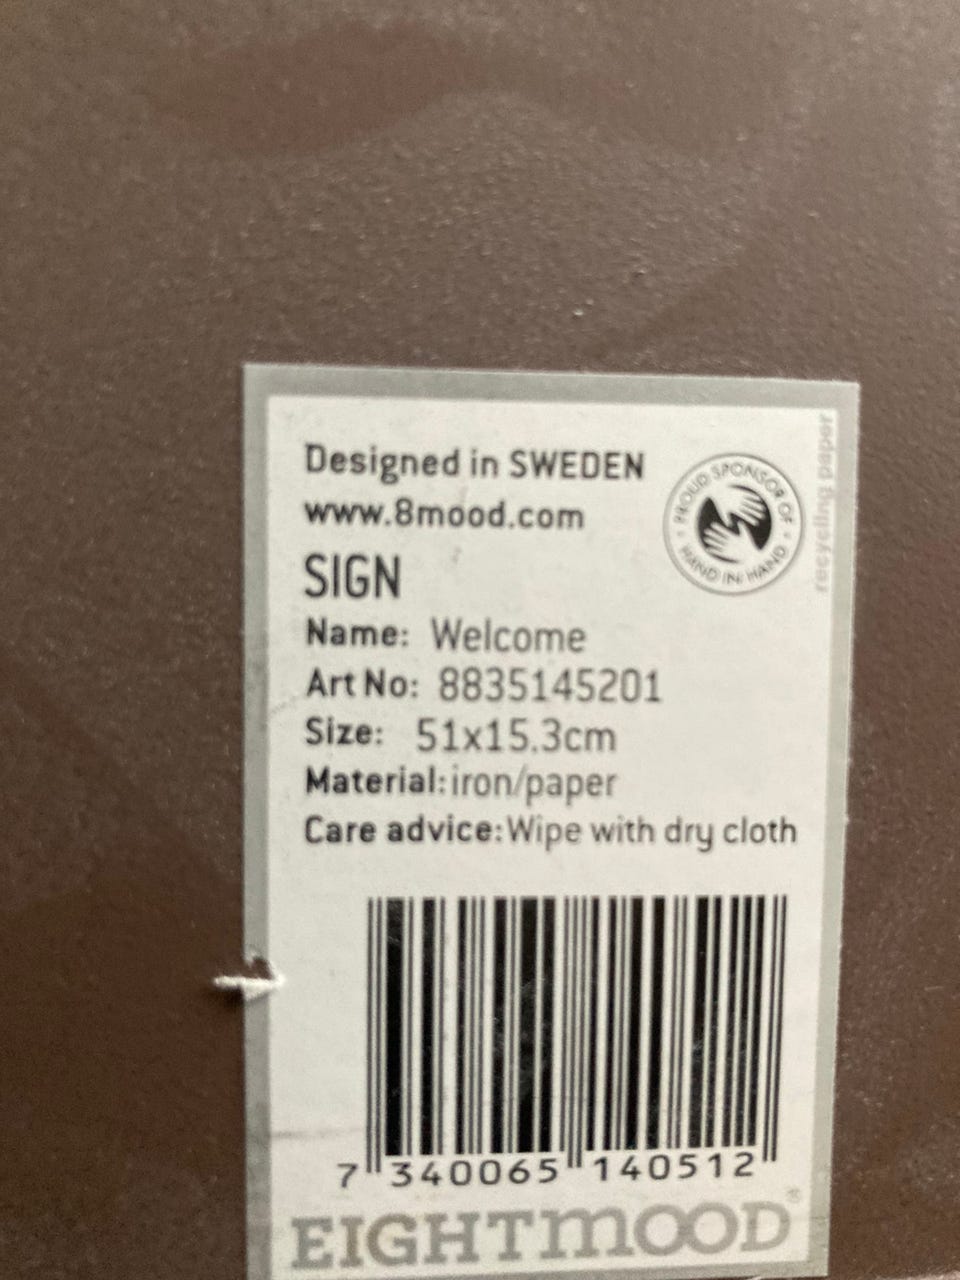 Designed in SWEDEN
www.8mood.com
PROUD SPONSOR OF
• HAND IN HAND •
recycling paper
SIGN
Name: Welcome
Art No: 8835145201
Size: 51x15.3cm
Material: iron/paper
Care advice: Wipe with dry cloth
7 340065 140512
EIGHTMOOD®